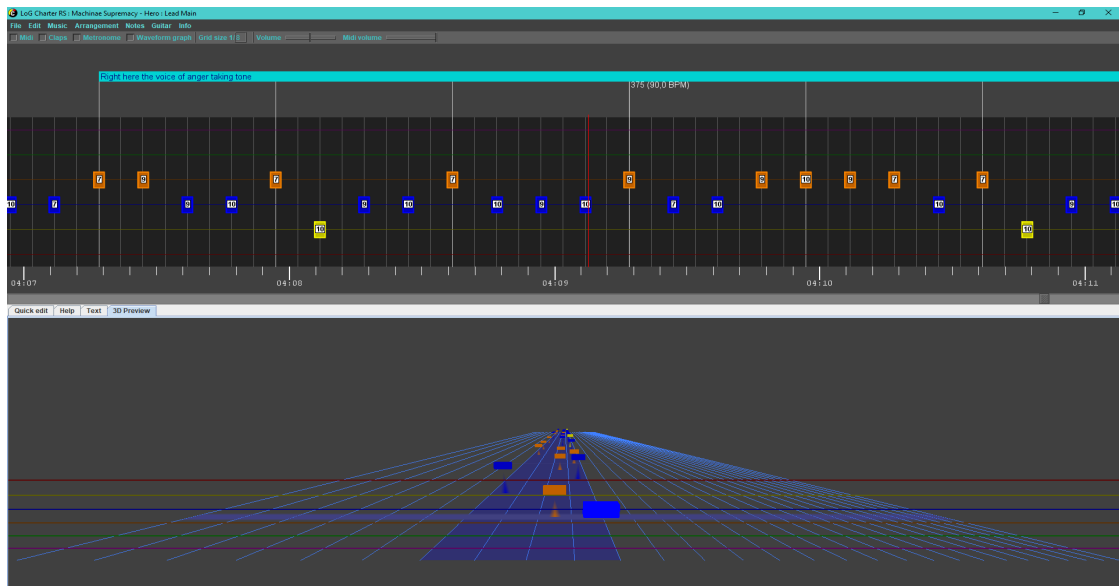 LoG Charter RS : Machinae Supremacy - Hero : Lead Main
File Edit Music Arrangement Notes Guitar Info
Midi Claps Metronome Waveform graph Grid size 1/ Volume Midi volume
Right here the voice of anger taking tone
375 (90,0 BPM)
7 9 7 7 7 9 10 9 7 7
10 7 9 10 9 10 9 9 10 7 10 10 9 10
10 10
04:07 04:08 04:09 04:10 04:11
Quick edit Help Text 3D Preview